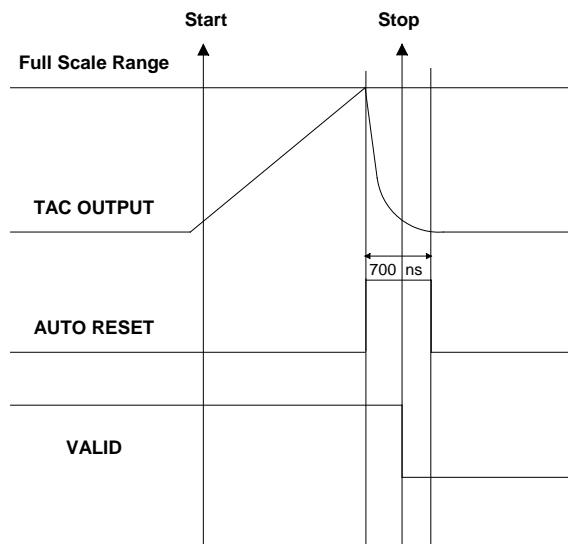 Start
Stop
Full Scale Range
TAC OUTPUT
700 ns
AUTO RESET
VALID